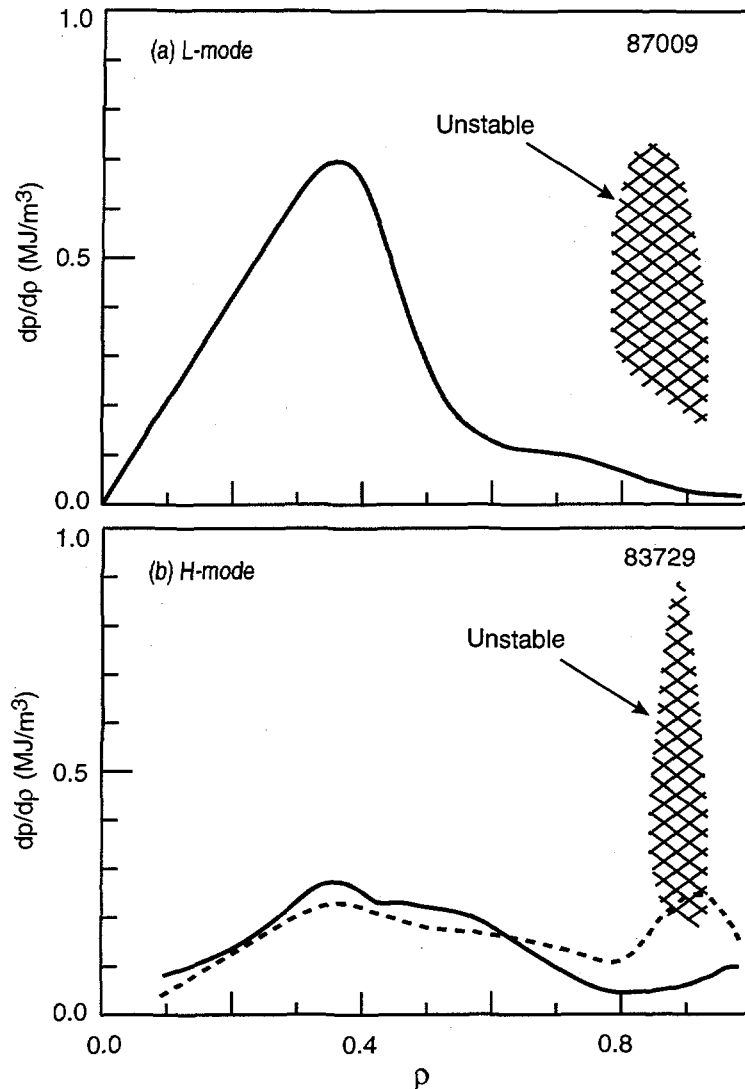 1.0
(a) L-mode
87009
Unstable
0.5
dp/dρ (MJ/m³)
0.0
1.0
(b) H-mode
83729
Unstable
0.5
dp/dρ (MJ/m³)
0.0
0.0
0.4
0.8
ρ